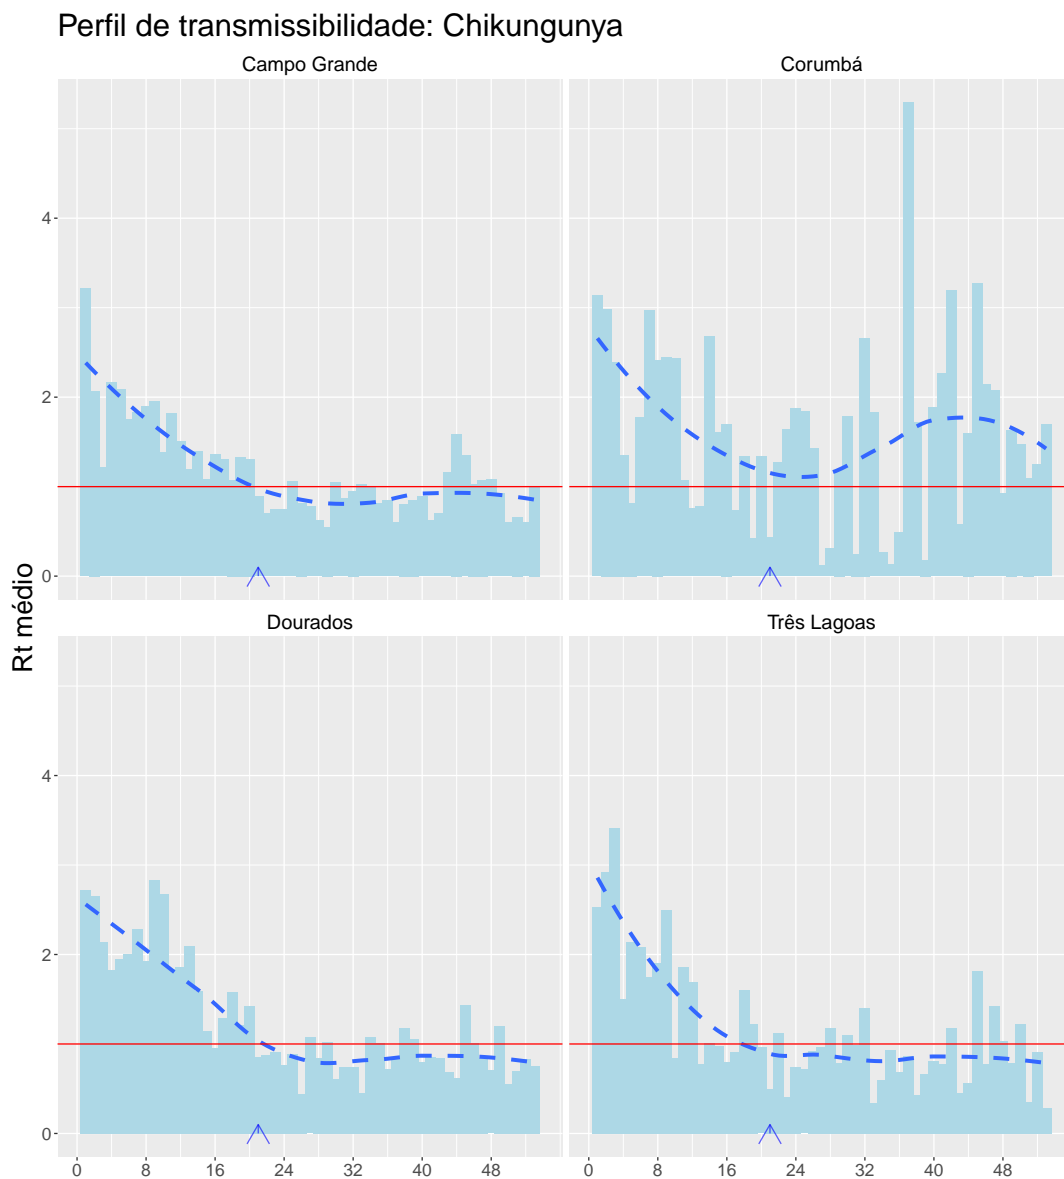 Perfil de transmissibilidade: Chikungunya
Campo Grande
Corumbá
4
2
0
Rt médio
Dourados
Três Lagoas
4
2
0
0 8 16 24 32 40 48
0 8 16 24 32 40 48